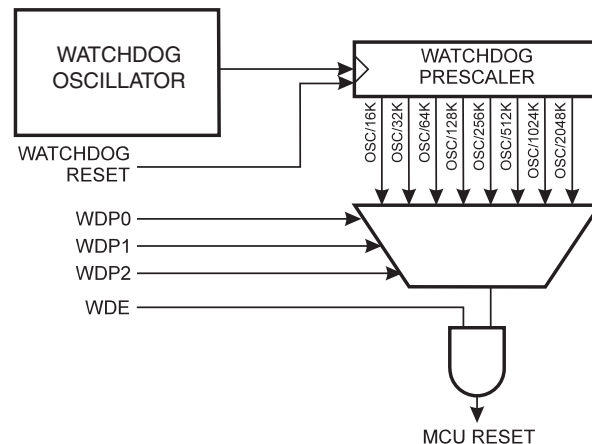 WATCHDOG
OSCILLATOR
WATCHDOG
PRESCALER
OSC/16K
OSC/32K
OSC/64K
OSC/128K
OSC/256K
OSC/512K
OSC/1024K
OSC/2048K
WATCHDOG
RESET
WDP0
WDP1
WDP2
WDE
MCU RESET